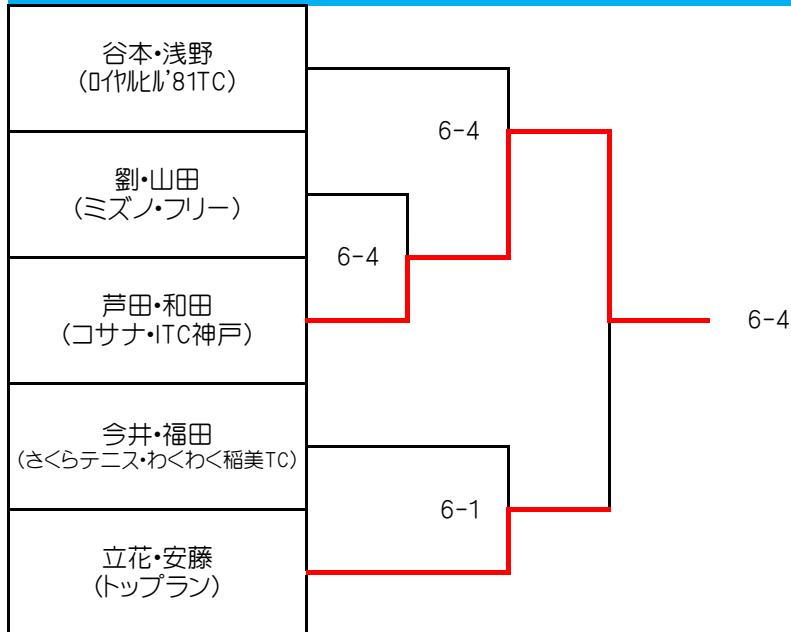 谷本・浅野
(ロイヤルヒル'81TC)
6-4
劉・山田
(ミズノ・フリー)
6-4
芦田・和田
(コサナ・ITC神戸)
6-4
今井・福田
(さくらテニス・わくわく稲美TC)
6-1
立花・安藤
(トップラン)